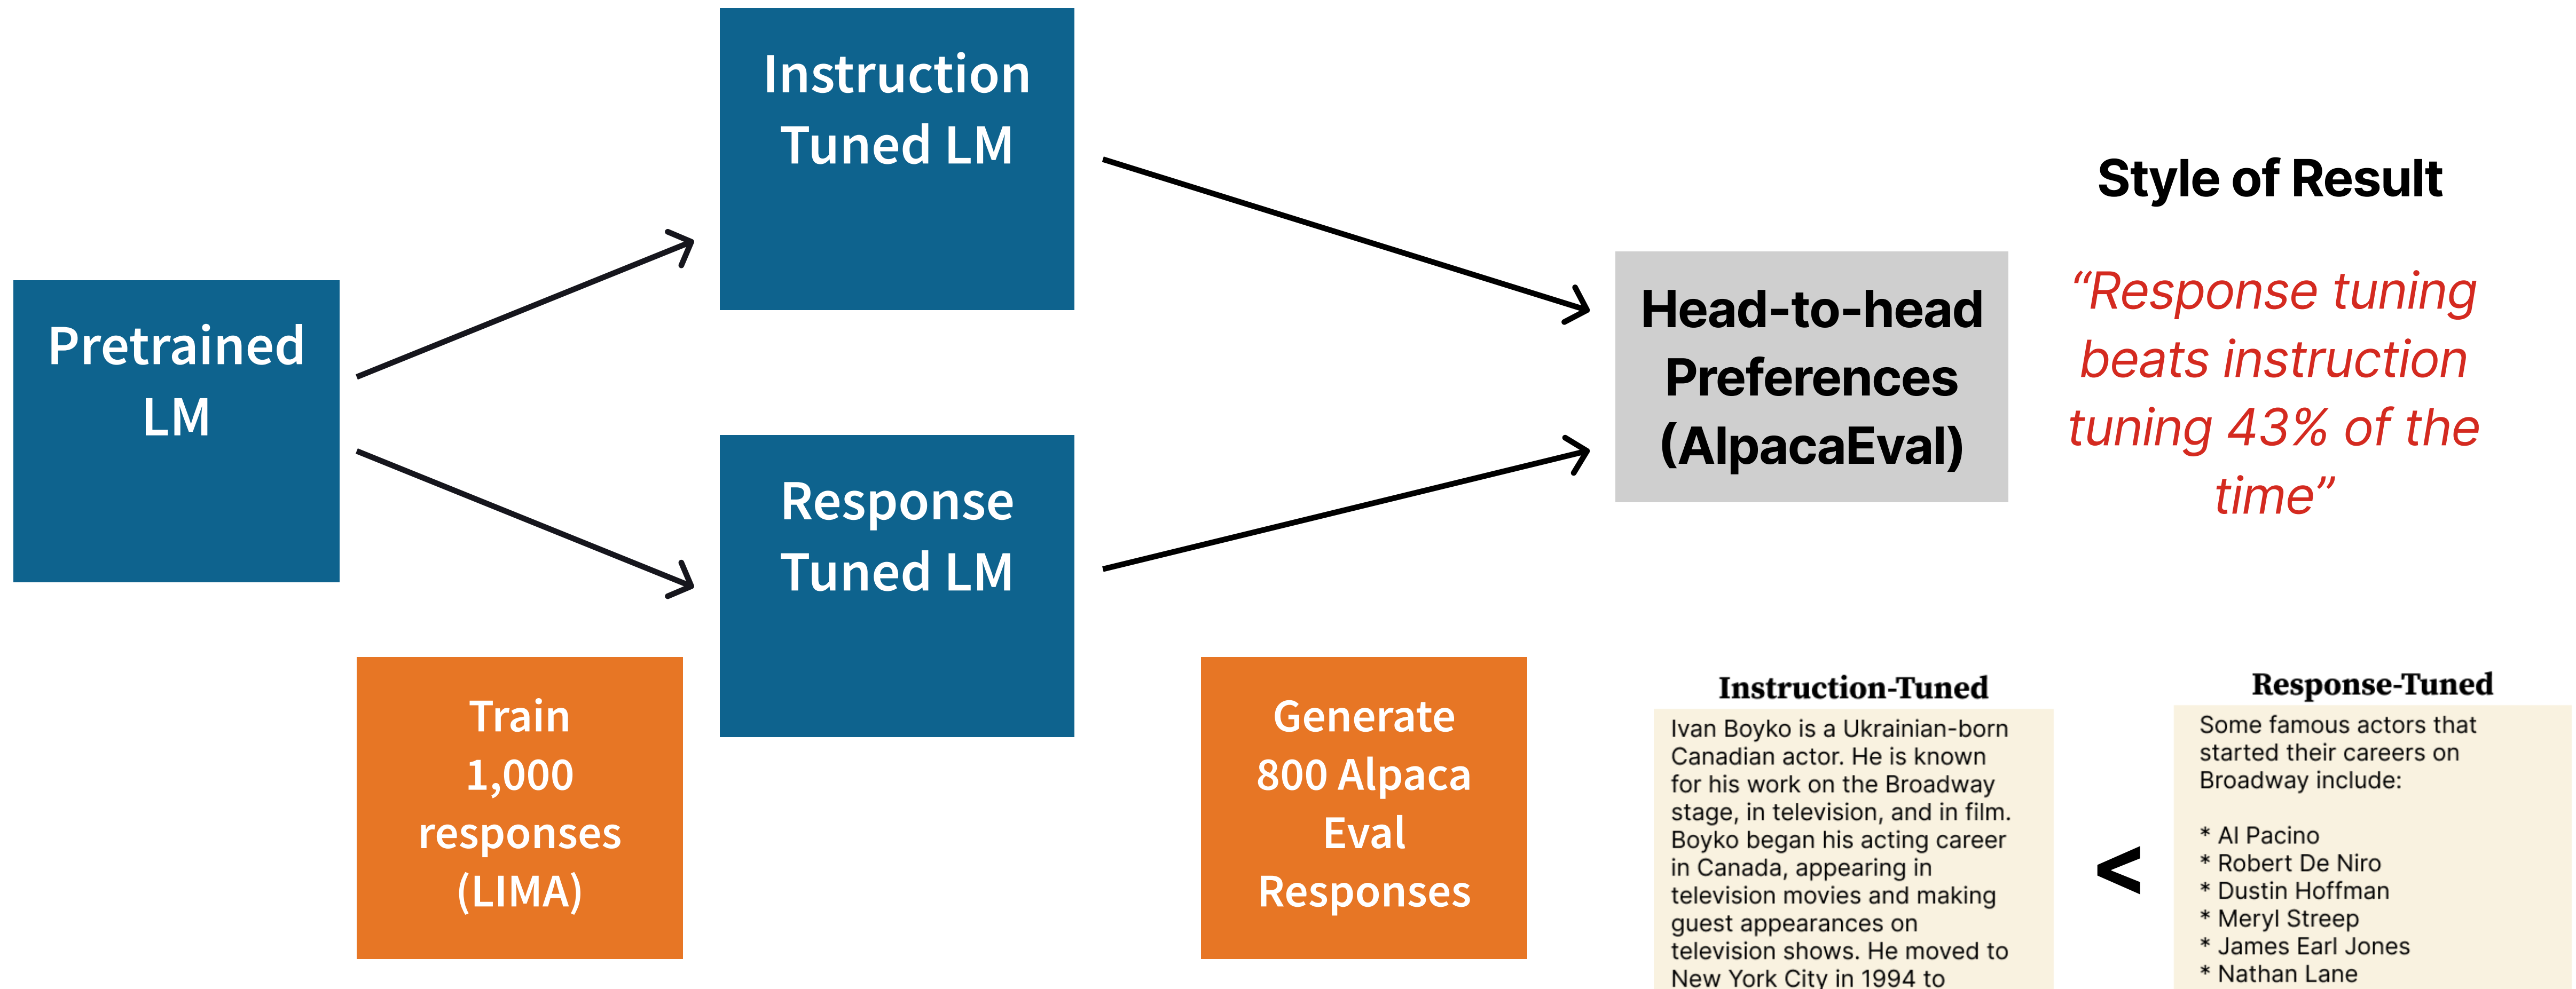 Instruction
Tuned LM
Pretrained
LM
Response
Tuned LM
Train
1,000
responses
(LIMA)
Generate
800 Alpaca
Eval
Responses
Head-to-head
Preferences
(AlpacaEval)
Style of Result
“Response tuning
beats instruction
tuning 43% of the
time”
Instruction-Tuned
Ivan Boyko is a Ukrainian-born
Canadian actor. He is known
for his work on the Broadway
stage, in television, and in film.
Boyko began his acting career
in Canada, appearing in
television movies and making
guest appearances on
television shows. He moved to
New York City in 1994 to
<
Response-Tuned
Some famous actors that
started their careers on
Broadway include:
* Al Pacino
* Robert De Niro
* Dustin Hoffman
* Meryl Streep
* James Earl Jones
* Nathan Lane